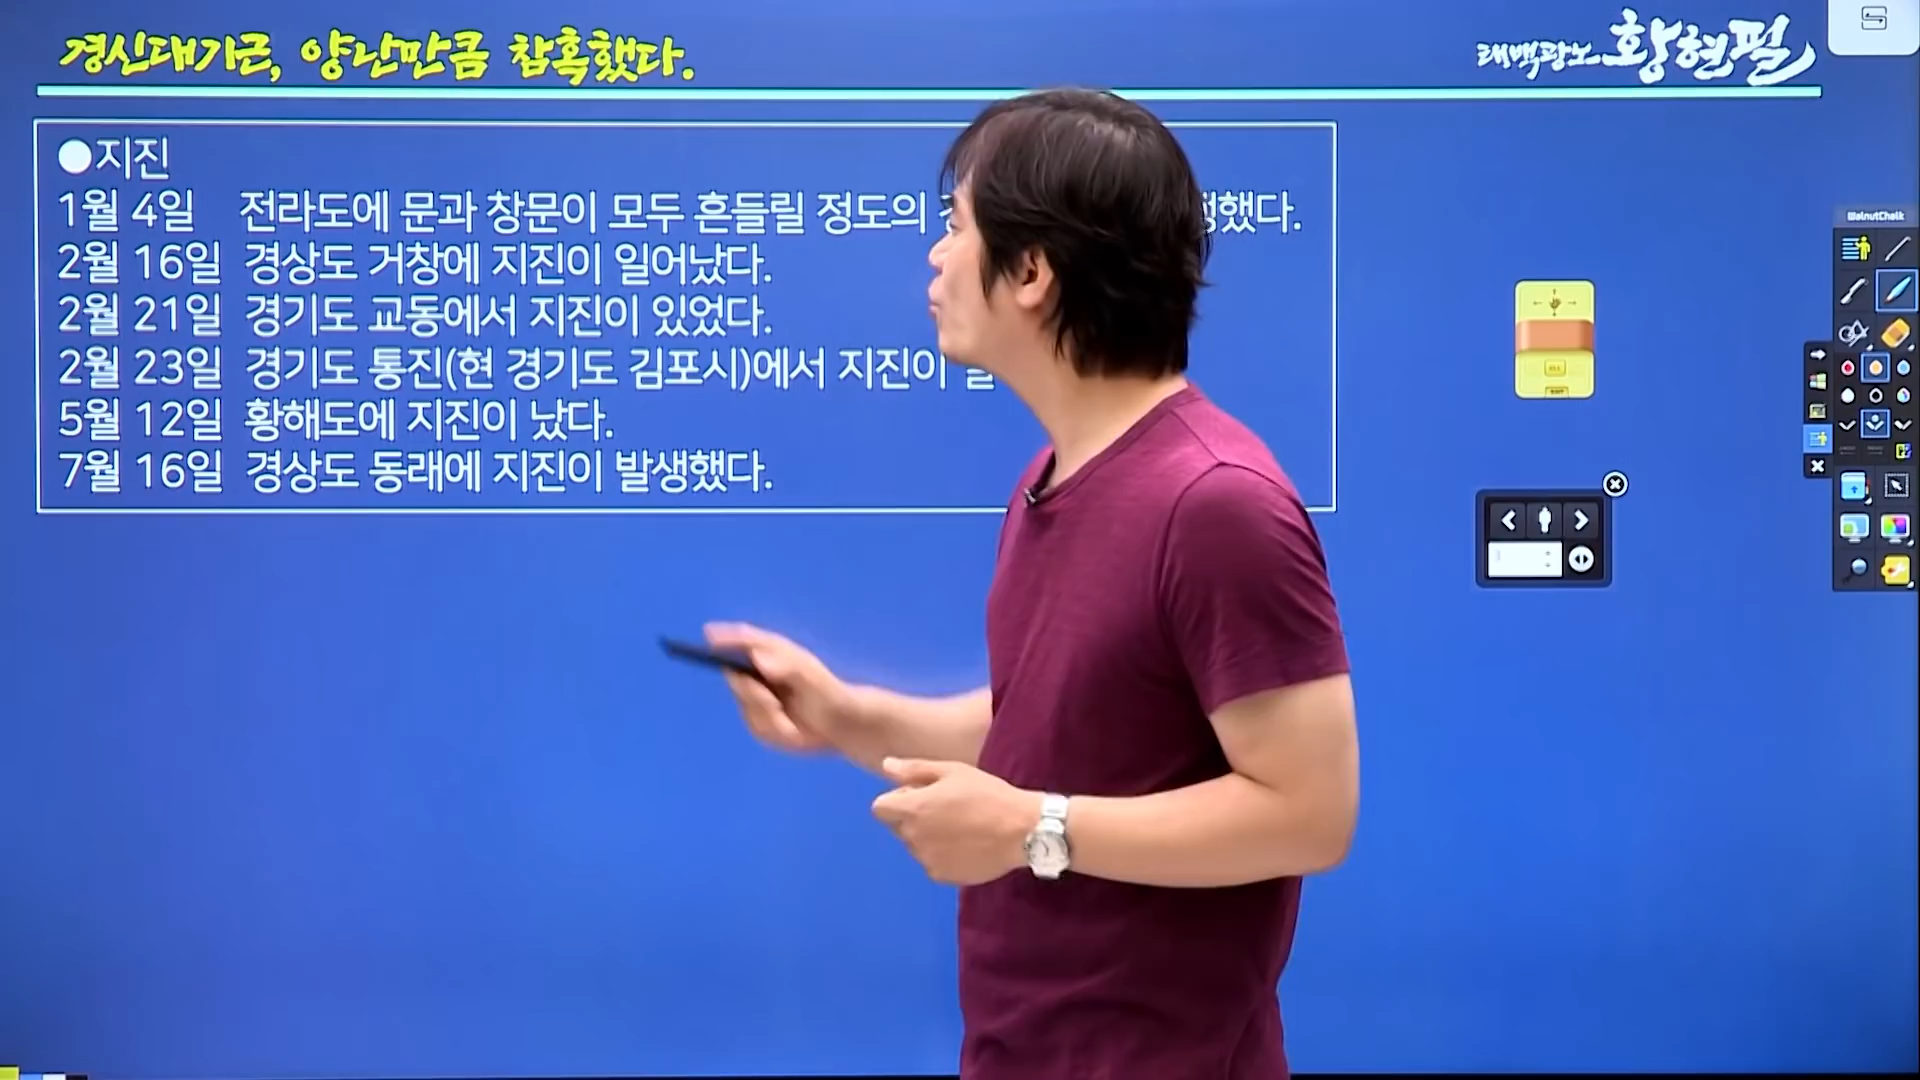 경신대기근, 양난만큼 참혹했다.
태백광노 황현필
●지진
1월 4일 전라도에 문과 창문이 모두 흔들릴 정도의 했다.
2월 16일 경상도 거창에 지진이 일어났다.
2월 21일 경기도 교동에서 지진이 있었다.
2월 23일 경기도 통진(현 경기도 김포시)에서 지진이
5월 12일 황해도에 지진이 났다.
7월 16일 경상도 동래에 지진이 발생했다.
WalnutChalk